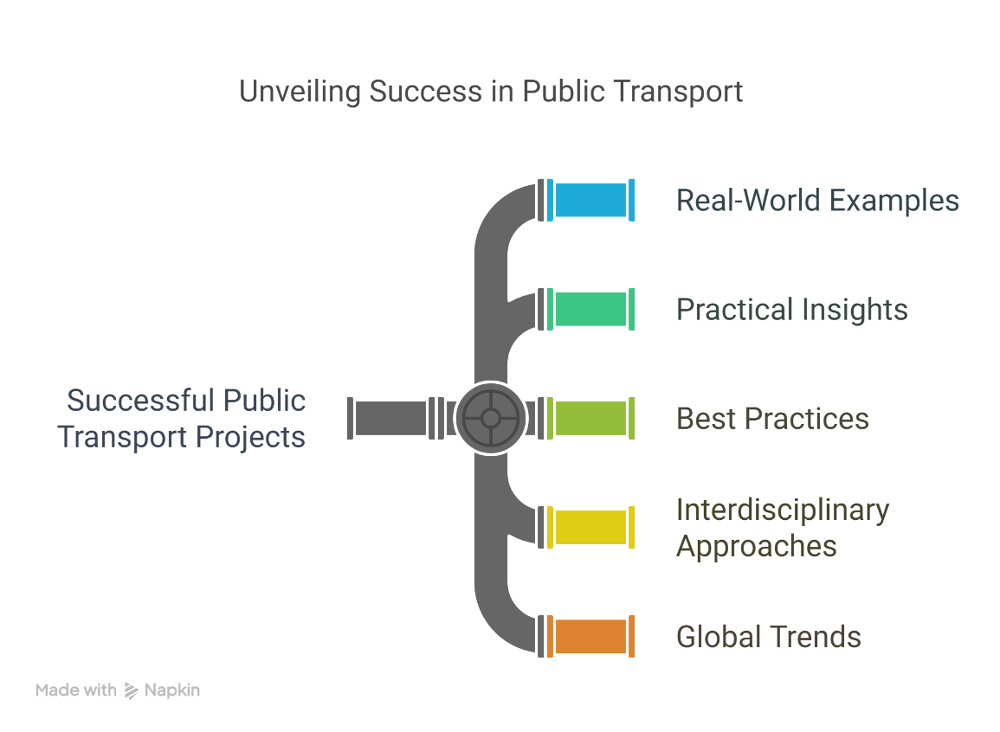 Unveiling Success in Public Transport
Real-World Examples
Practical Insights
Successful Public
Transport Projects
Best Practices
Interdisciplinary
Approaches
Global Trends
Made with Napkin